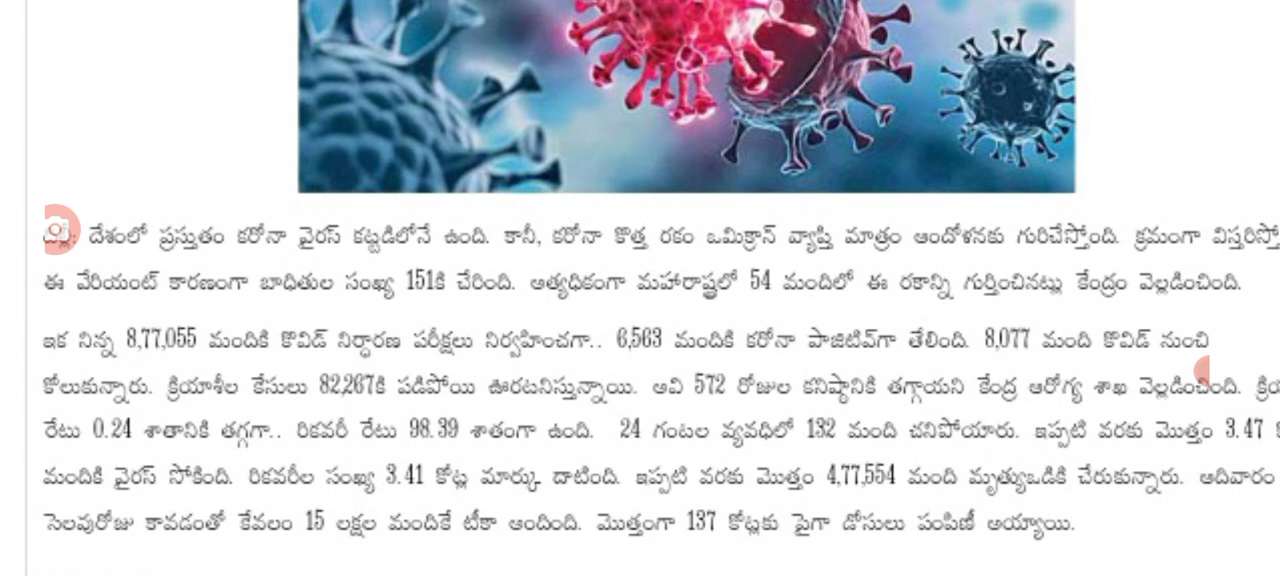 దేశంలో ప్రస్తుతం కరోనా వైరస్ కట్టడిలోనే ఉంది. కానీ, కరోనా కొత్త రకం ఒమిక్రాన్ వ్యాప్తి మాత్రం ఆందోళనకు గురిచేస్తోంది. క్రమంగా
ఈ వేరియంట్ కారణంగా బాధితుల సంఖ్య 151కి చేరింది. అత్యధికంగా మహారాష్ట్రలో 54 మందిలో ఈ రకాన్ని గుర్తించినట్లు కేంద్రం వెల్లడించింది.
ఇక నిన్న 8,77,055 మందికి కొవిడ్ నిర్ధారణ పరీక్షలు నిర్వహించగా.. 6,563 మందికి కరోనా పాజిటివ్‌గా తేలింది. 8,077 మంది కొవిడ్ నుంచి
కోలుకున్నారు. క్రియాశీల కేసులు 82,267కి పడిపోయి ఊరటనిస్తున్నాయి. అవి 572 రోజుల కనిష్ఠానికి తగ్గాయని కేంద్ర ఆరోగ్య శాఖ వెల్లడించింది.
రేటు 0.24 శాతానికి తగ్గగా.. రికవరీ రేటు 98.39 శాతంగా ఉంది. 24 గంటల వ్యవధిలో 132 మంది చనిపోయారు. ఇప్పటి వరకు మొత్తం 3.47
మందికి వైరస్ సోకింది. రికవరీల సంఖ్య 3.41 కోట్ల మార్కు దాటింది. ఇప్పటి వరకు మొత్తం 4,77,554 మంది మృత్యుఒడికి చేరుకున్నారు. ఆదివారం
సెలవురోజు కావడంతో కేవలం 15 లక్షల మందికే టీకా అందింది. మొత్తంగా 137 కోట్లకు పైగా డోసులు పంపిణీ అయ్యాయి.